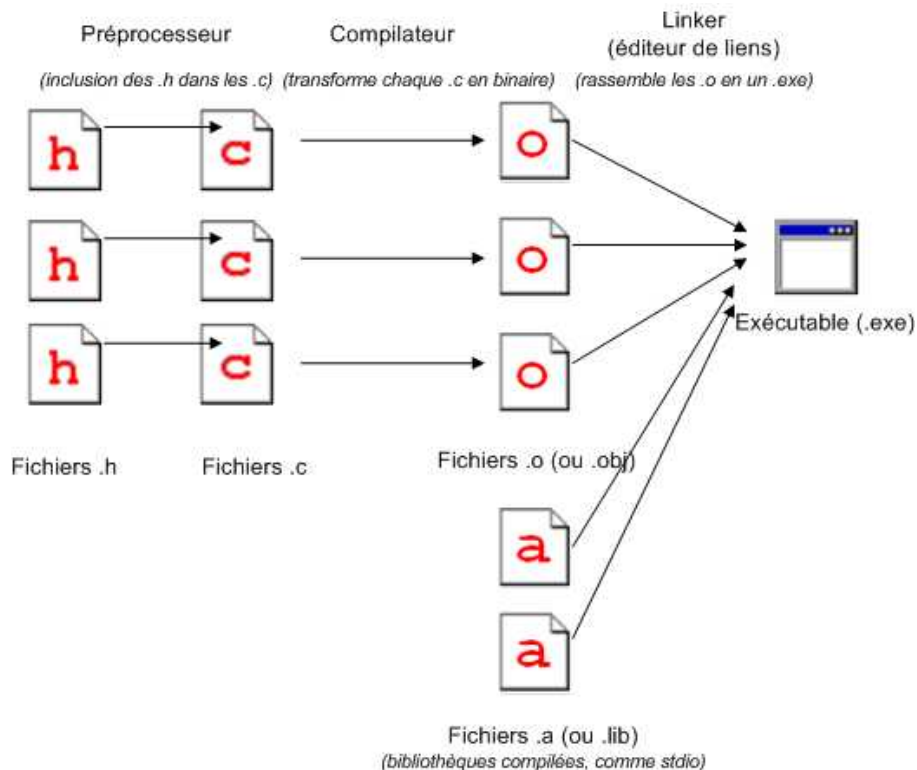 Préprocesseur
Compilateur
Linker
(éditeur de liens)
(inclusion des .h dans les .c)
(transforme chaque .c en binaire)
(rassemble les .o en un .exe)
h
c
o
h
c
o
Exécutable (.exe)
h
c
o
Fichiers .h
Fichiers .c
Fichiers .o (ou .obj)
a
a
Fichiers .a (ou .lib)
(bibliothèques compilées, comme stdio)